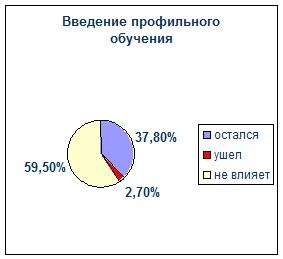 Введение профильного
обучения
37,80%
59,50%
2,70%
остался
ушел
не влияет